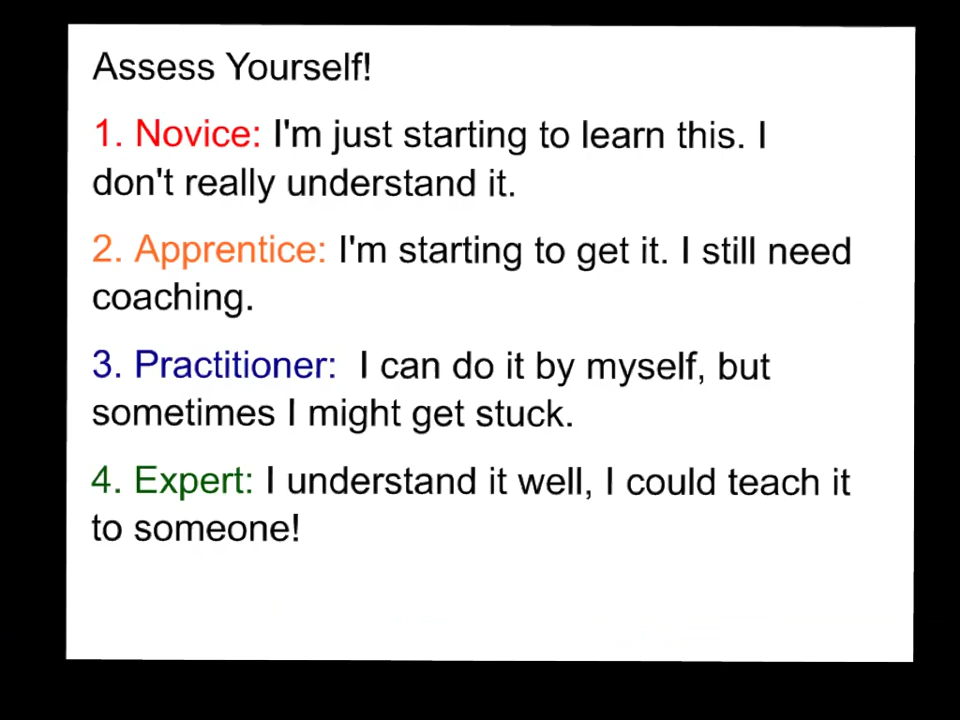 Assess Yourself!
1. Novice: I'm just starting to learn this. I
don't really understand it.
2. Apprentice: I'm starting to get it. I still need
coaching.
3. Practitioner:  I can do it by myself, but
sometimes I might get stuck.
4. Expert: I understand it well, I could teach it
to someone!